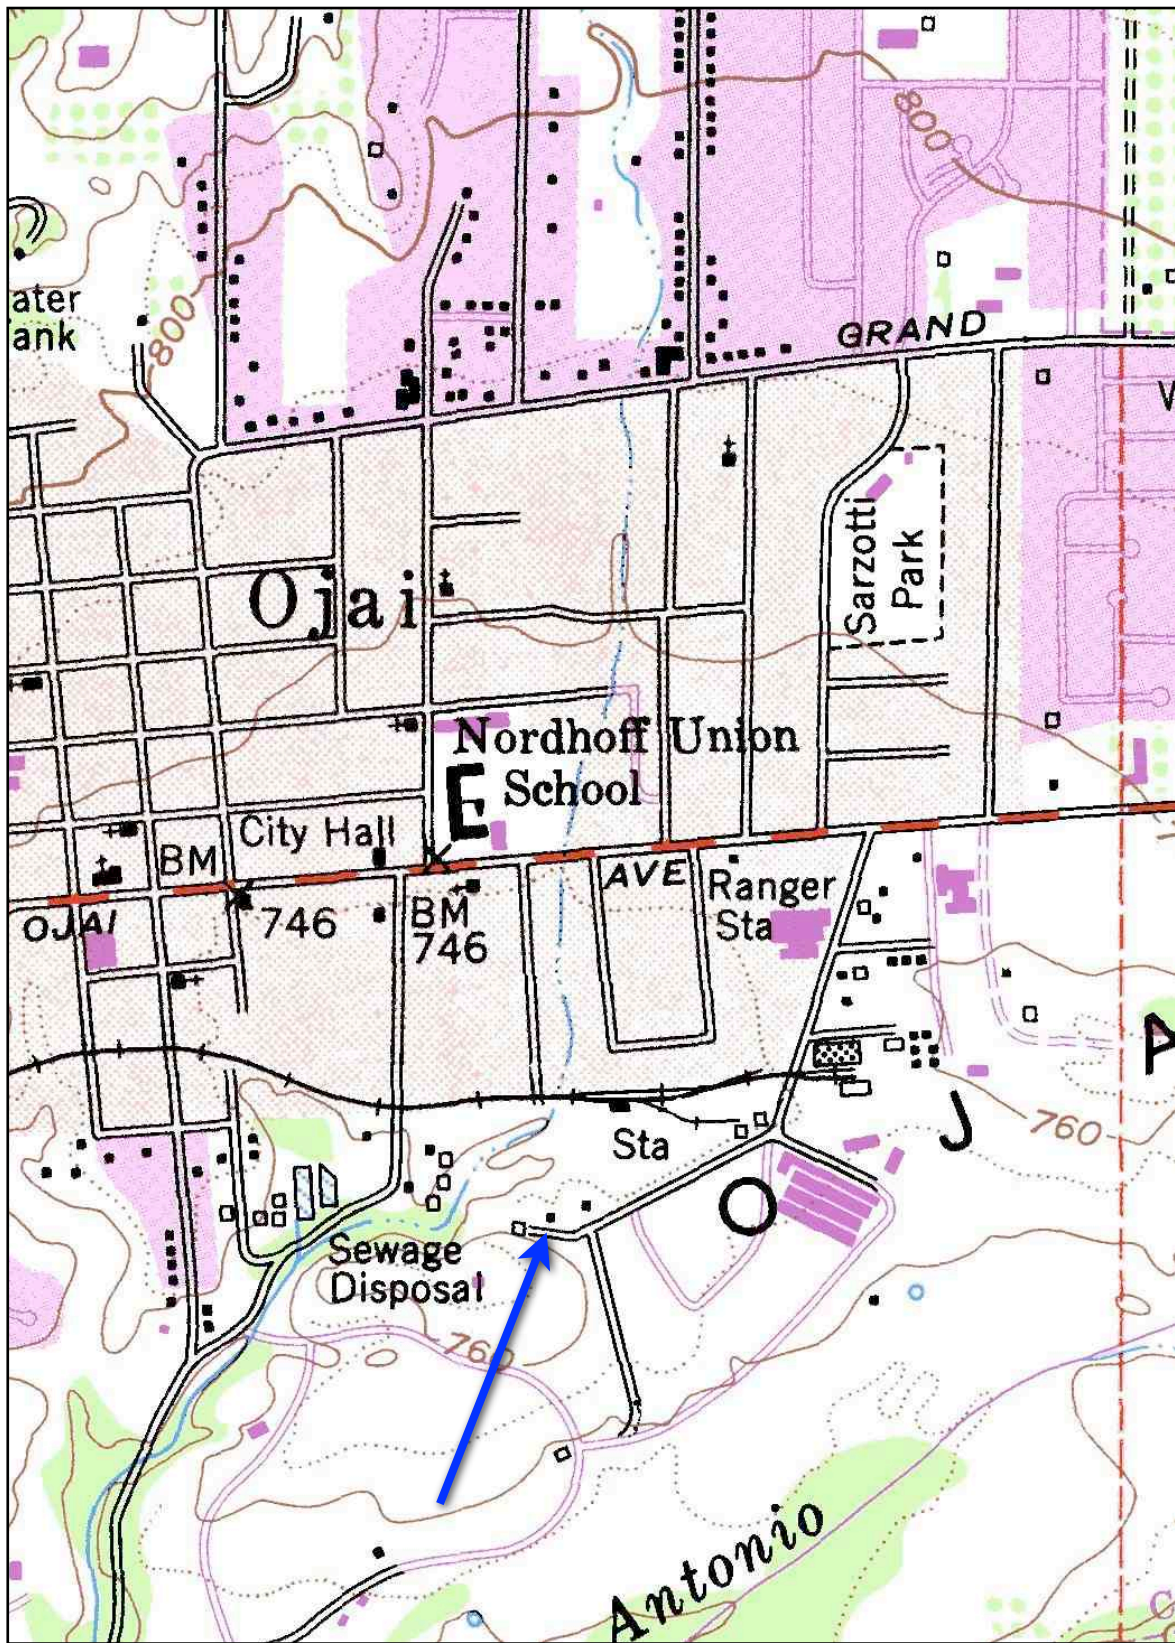 800
ater
ank
800
GRAND
V
Sarzotti
Park
Ojai
Nordhoff Union
School
E
City Hall
BM
746
OJAI
AVE
BM
746
Ranger
Sta
A
J
760
Sta
O
Sewage
Disposal
760
Antonio
C